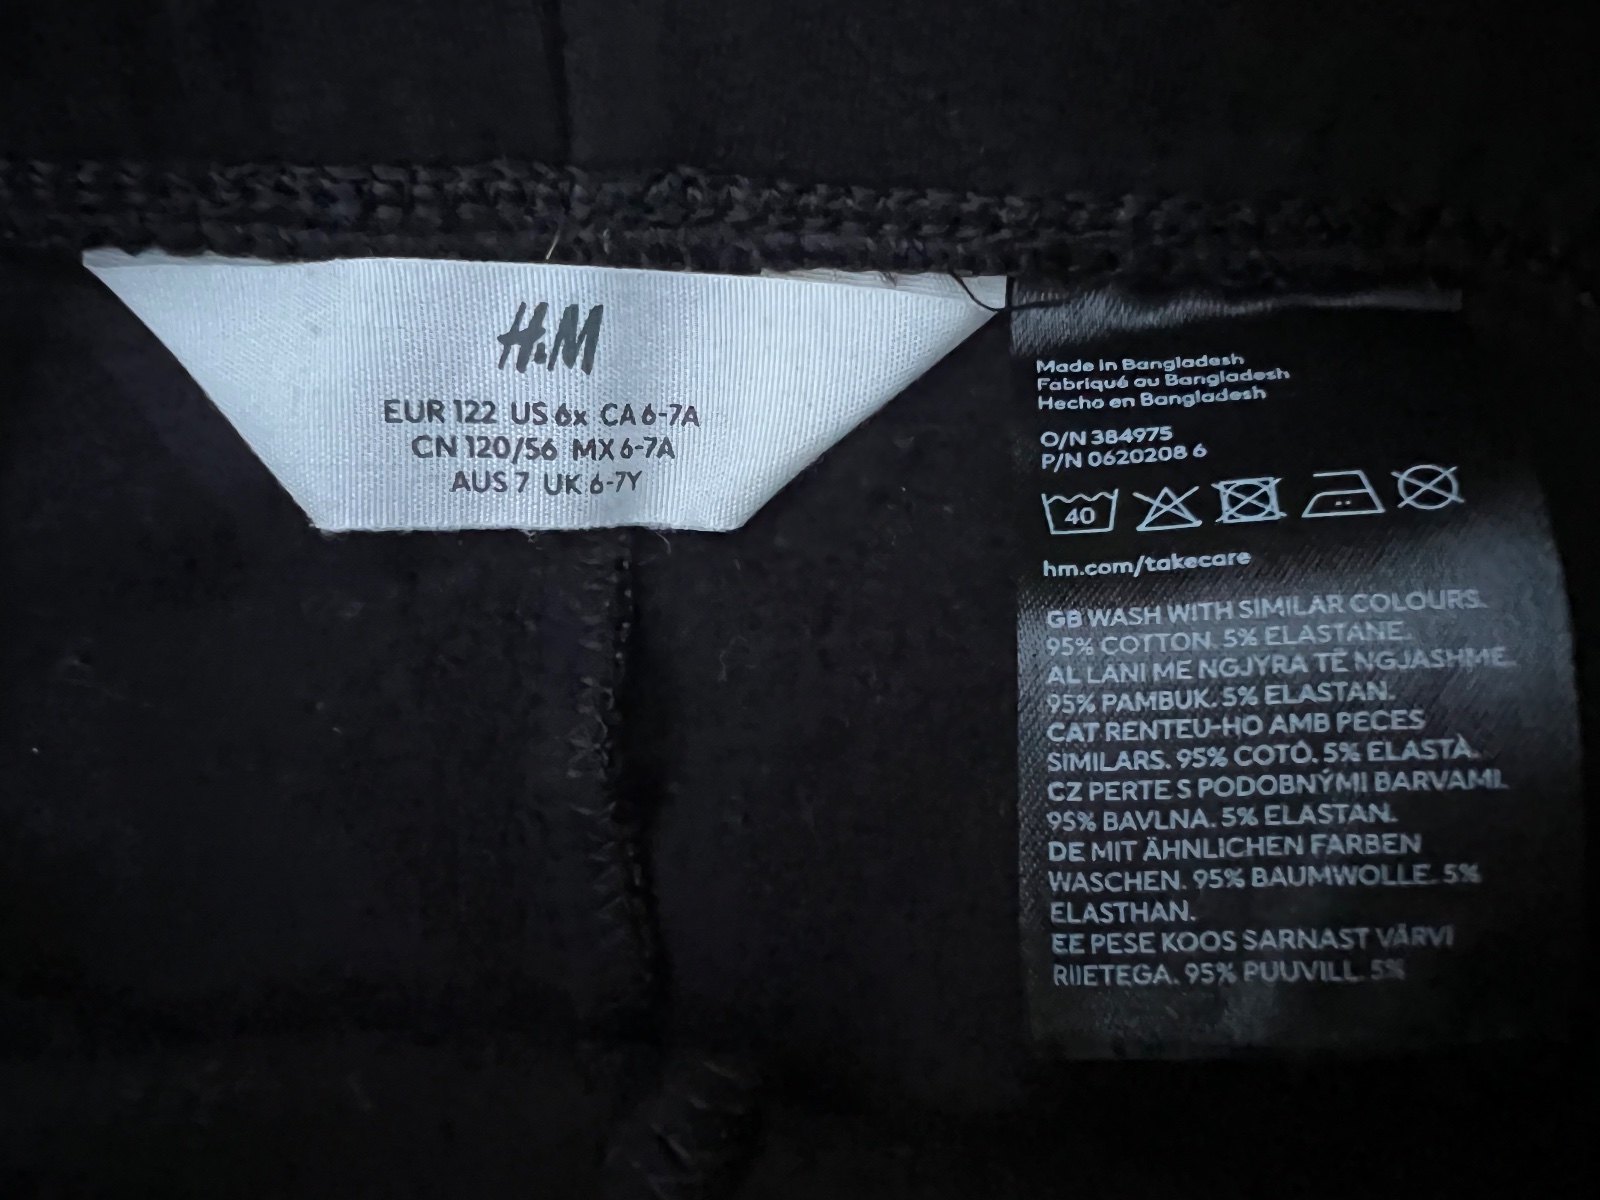 H&M
EUR 122 US 6x CA 6-7A
CN 120/56 MX 6-7A
AUS 7 UK 6-7Y
Made in Bangladesh
Fabriqué au Bangladesh
Hecho en Bangladesh
O/N 384975
P/N 0620208 6
40
hm.com/takecare
GB WASH WITH SIMILAR COLOURS.
95% COTTON. 5% ELASTANE.
AL LANI ME NGJYRA TË NGJASHME.
95% PAMBUK. 5% ELASTAN.
CAT RENTEU-HO AMB PECES
SIMILARS. 95% COTÓ. 5% ELASTÀ.
CZ PERTE S PODOBNÝMI BARVAMI.
95% BAVLNA. 5% ELASTAN.
DE MIT ÄHNLICHEN FARBEN
WASCHEN. 95% BAUMWOLLE. 5%
ELASTHAN.
EE PESE KOOS SARNAST VÄRVI
RIIETEGA. 95% PUUVILL. 5%